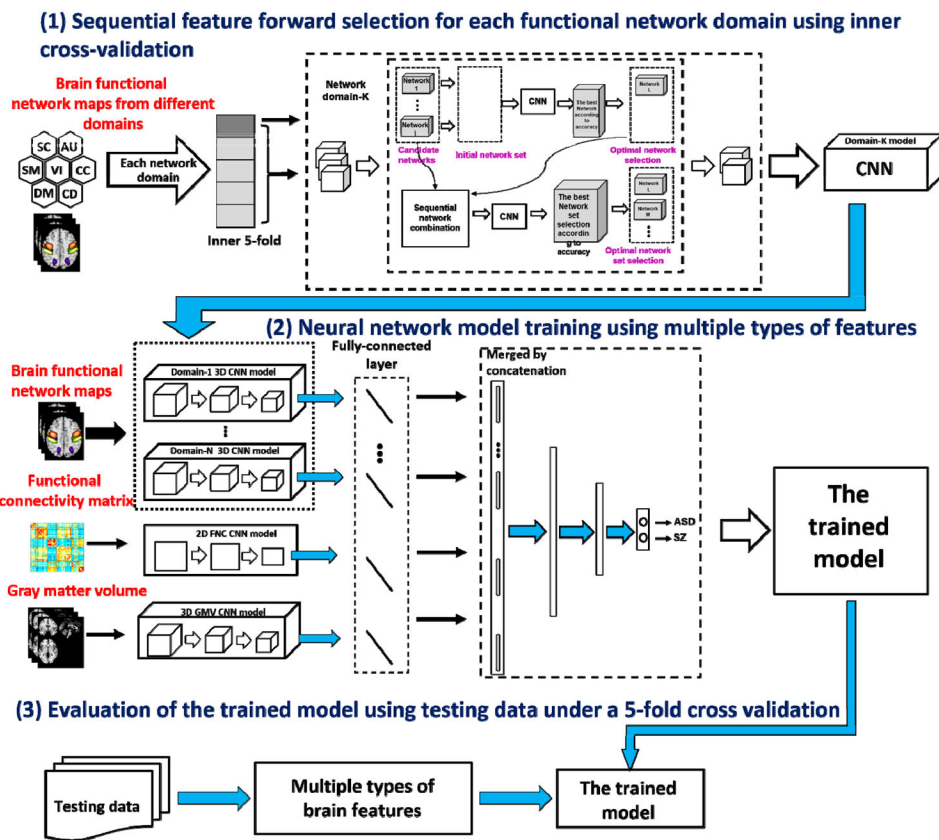 (1) Sequential feature forward selection for each functional network domain using inner
cross-validation
Brain functional
network maps from different
domains
SC AU
SM VI CC
DM CD
Each network
domain
Inner 5-fold
Network
domain-K
Network
1
Network
L
Candidate
networks
Initial network set
CNN
The best
Network
according
to
accuracy
Network
L
Optimal network
selection
Sequential
network
combination
CNN
The best
Network
set
selection
accordin
g to
accuracy
Network
L
Network
M
Optimal network
set selection
Domain-K model
CNN
(2) Neural network model training using multiple types of features
Brain functional
network maps
Domain-1 3D CNN model
Domain-N 3D CNN model
Functional
connectivity matrix
2D FNC CNN model
Gray matter volume
3D GMV CNN model
Fully-connected
layer
Merged by
concatenation
ASD
SZ
The
trained
model
(3) Evaluation of the trained model using testing data under a 5-fold cross validation
Testing data
Multiple types of
brain features
The trained
model